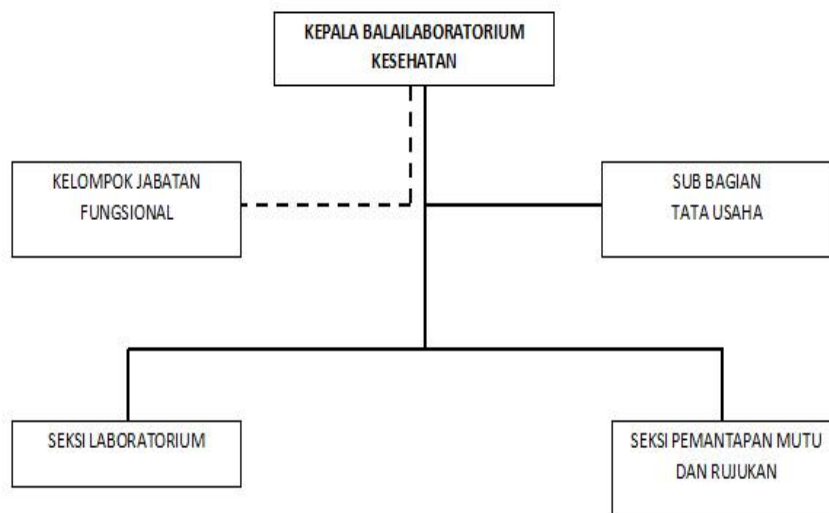 KEPALA BALAILABORATORIUM
KESEHATAN
KELOMPOK JABATAN
FUNGSIONAL
SUB BAGIAN
TATA USAHA
SEKSI LABORATORIUM
SEKSI PEMANTAPAN MUTU
DAN RUJUKAN